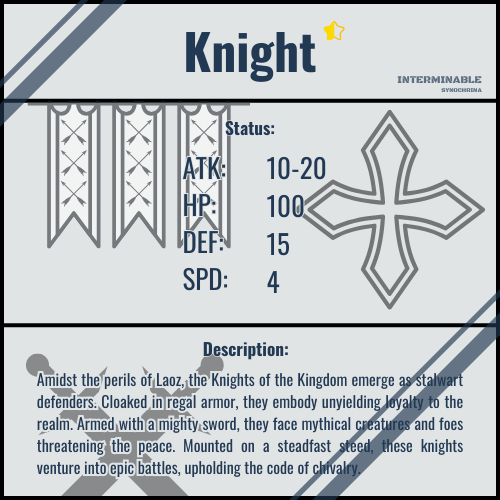 Knight
INTERMINABLE
SYNOCHRINA
Status:
ATK: 10-20
HP: 100
DEF: 15
SPD: 4
Description:
Amidst the perils of Laoz, the Knights of the Kingdom emerge as stalwart
defenders. Cloaked in regal armor, they embody unyielding loyalty to the
realm. Armed with a mighty sword, they face mythical creatures and foes
threatening the peace. Mounted on a steadfast steed, these knights
venture into epic battles, upholding the code of chivalry.